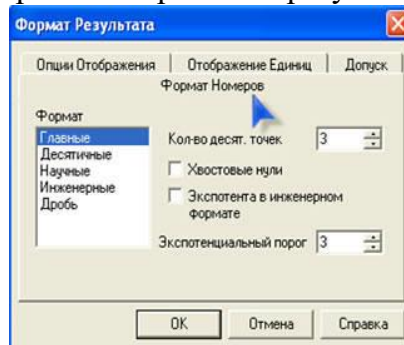 Формат Результата
Опции Отображения Отображение Единиц Допуск
Формат Номеров
Формат
Главные
Десятичные
Научные
Инженерные
Дробь
Кол-во десят. точек 3
Хвостовые нули
Экспотента в инженерном
формате
Экспотенциальный порог 3
OK Отмена Справка